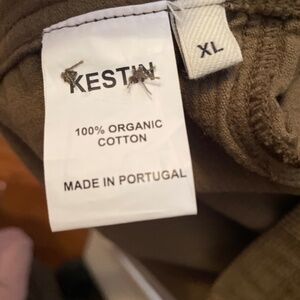 KESTIN
XL
100% ORGANIC
COTTON
MADE IN PORTUGAL